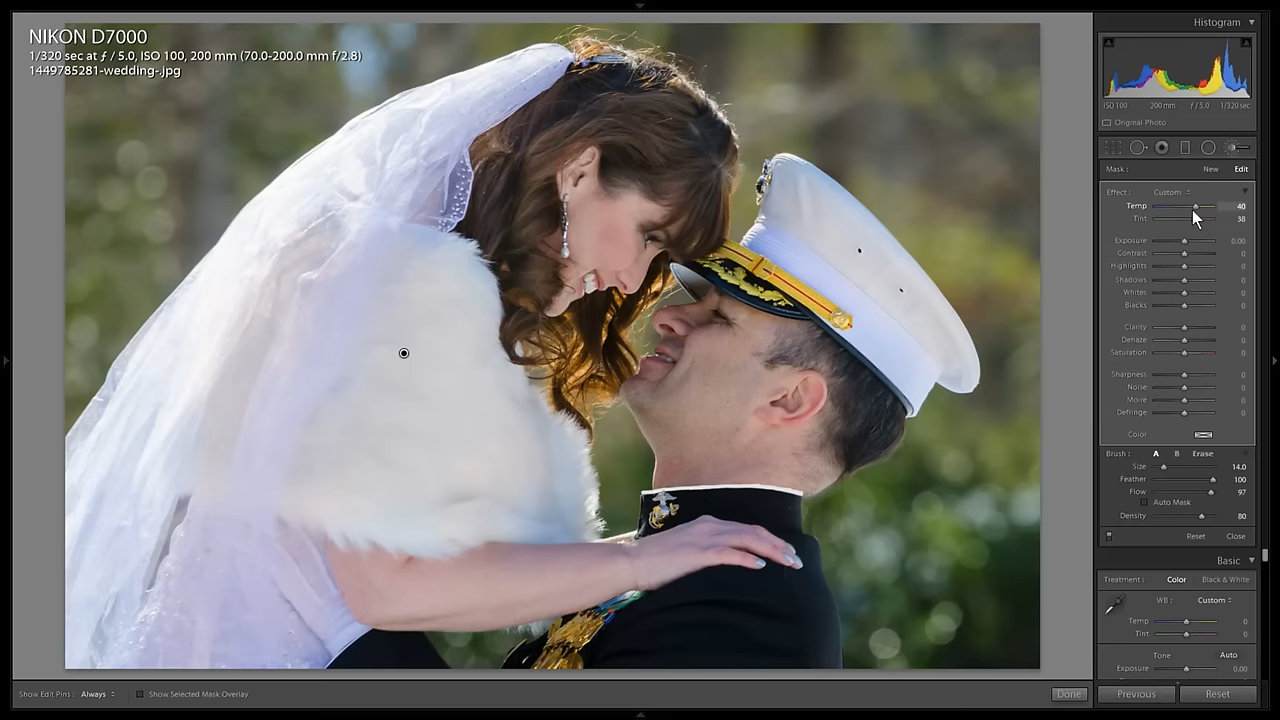 NIKON D7000
1/320 sec at ƒ / 5.0, ISO 100, 200 mm (70.0-200.0 mm f/2.8)
1449785281-wedding-.jpg
Histogram
ISO 100 200 mm ƒ / 5.0 1/320 sec
Original Photo
Mask : New Edit
Effect : Custom
Temp 40
Tint 38
Exposure 0.00
Contrast 0
Highlights 0
Shadows 0
Whites 0
Blacks 0
Clarity 0
Dehaze 0
Saturation 0
Sharpness 0
Noise 0
Moire 0
Defringe 0
Color
Brush : A B Erase
Size 14.0
Feather 100
Flow 97
Auto Mask
Density 80
Reset Close
Basic
Treatment : Color Black & White
WB : Custom
Temp 0
Tint 0
Tone Auto
Exposure 0.00
Show Edit Pins : Always Show Selected Mask Overlay Done Previous Reset